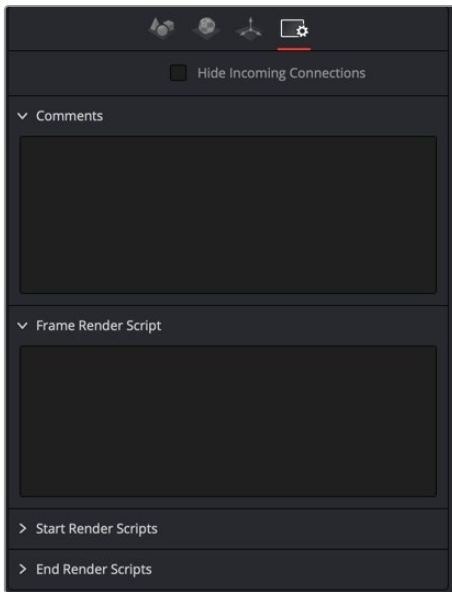 Hide Incoming Connections
Comments
Frame Render Script
Start Render Scripts
End Render Scripts